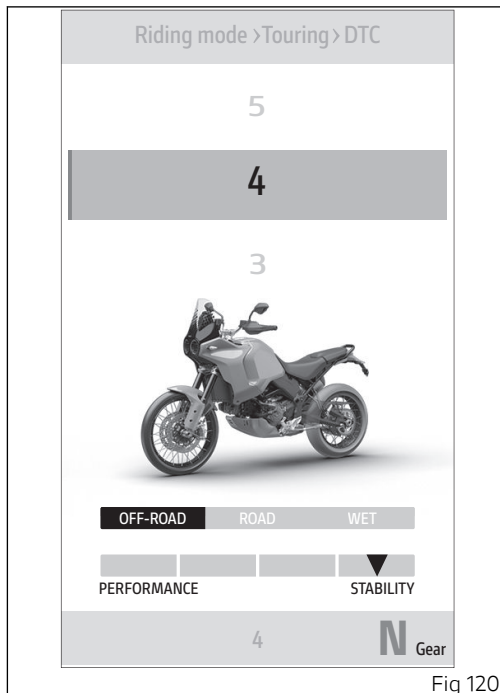 Riding mode ›Touring› DTC
5
4
3
OFF-ROAD ROAD WET
PERFORMANCE STABILITY
4 N Gear
Fig 120